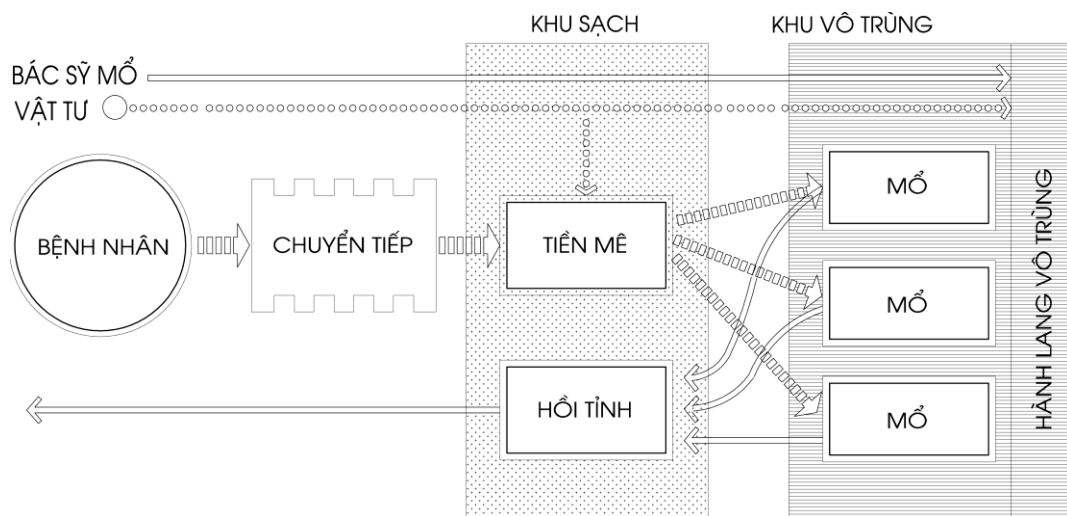 KHU SẠCH
KHU VÔ TRÙNG
BÁC SỸ MỔ
VẬT TƯ
BỆNH NHÂN
CHUYỂN TIẾP
TIỀN MÊ
MỔ
MỔ
HỒI TỈNH
MỔ
HÀNH LANG VÔ TRÙNG